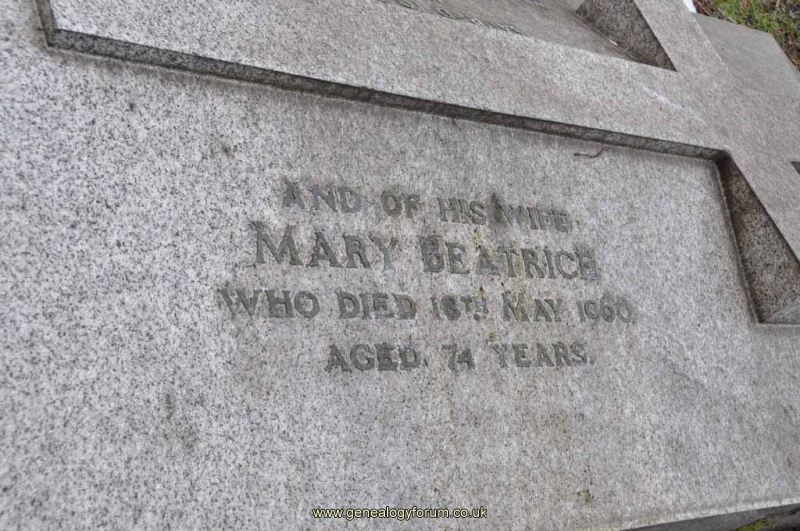 AND OF HIS WIFE
MARY BEATRICE
WHO DIED 16TH MAY 1960.
AGED 74 YEARS.
www.genealogyforum.co.uk